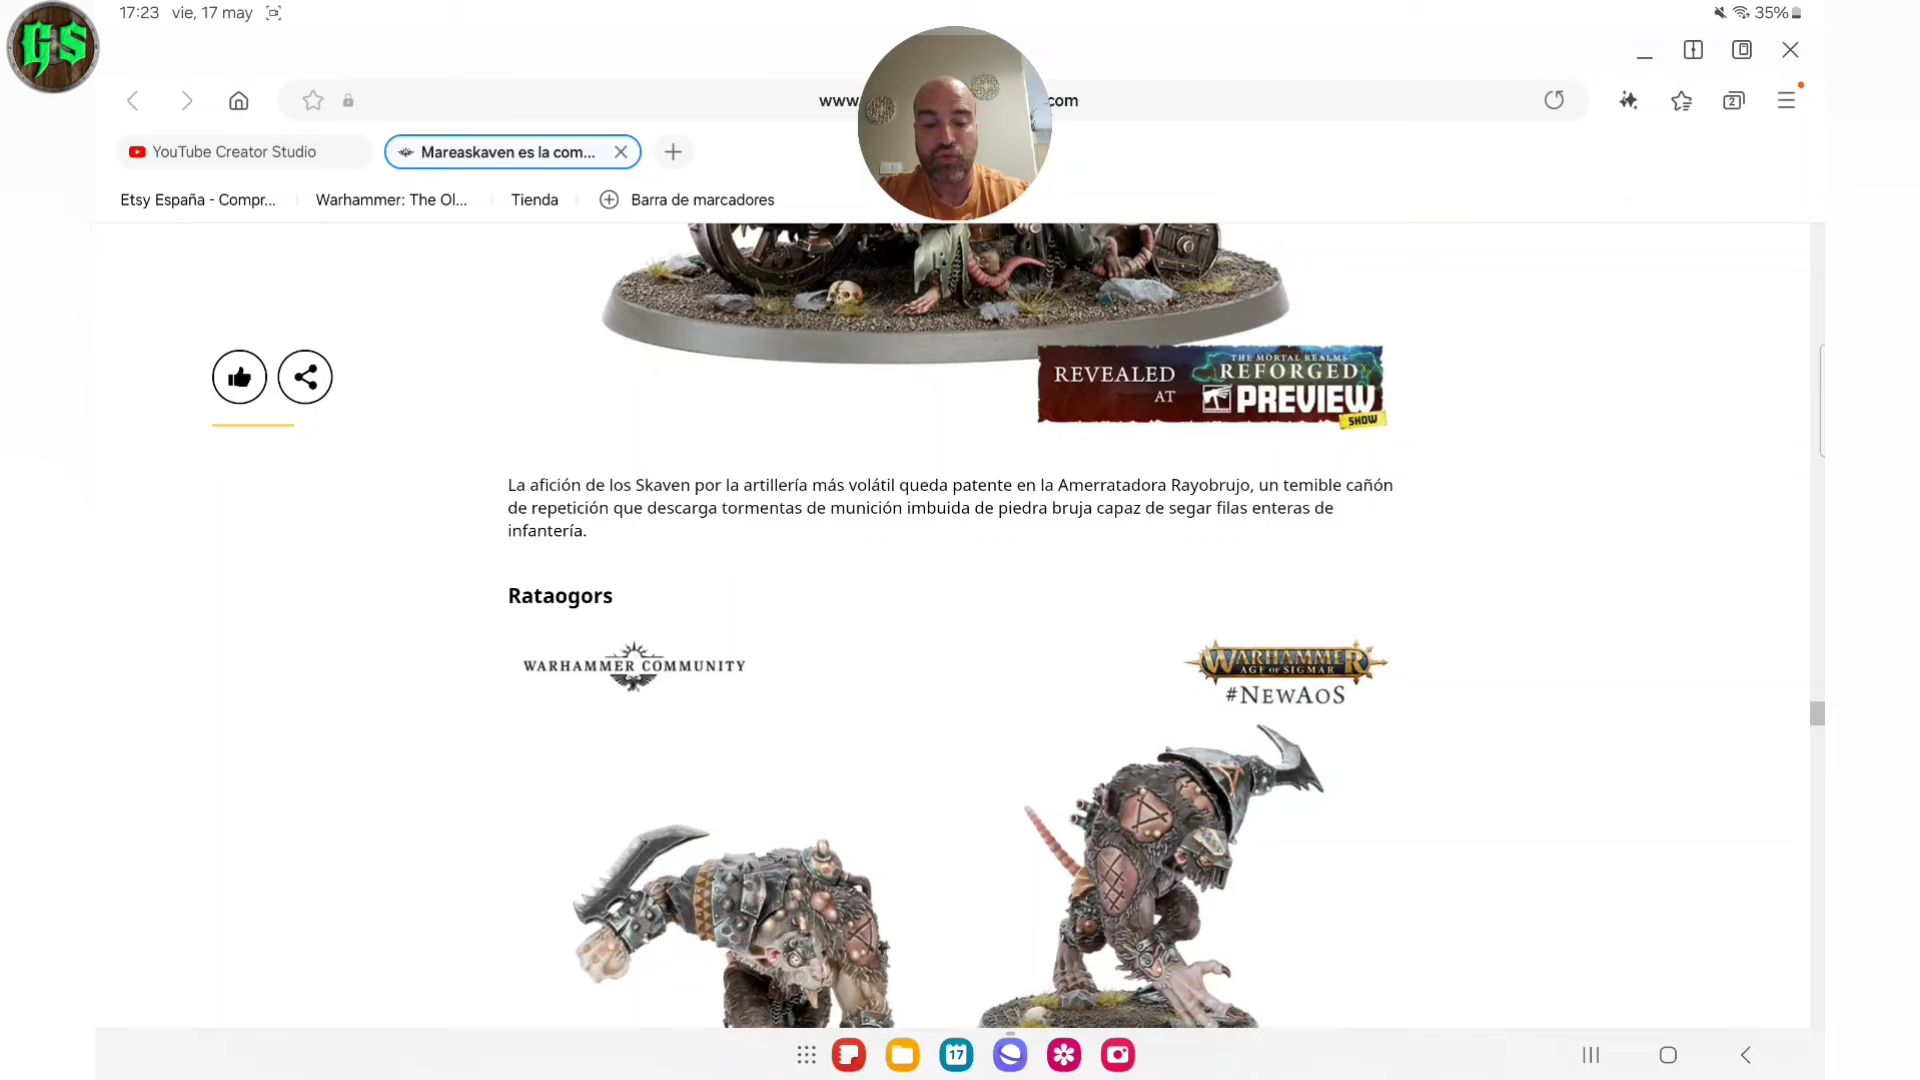 GS
17:23 vie, 17 may
35%
www. com
2
YouTube Creator Studio
Mareaskaven es la com...
Etsy España - Compr...
Warhammer: The Ol...
Tienda
Barra de marcadores
REVEALED
AT
THE MORTAL REALMS
REFORGED
PREVIEW
SHOW
La afición de los Skaven por la artillería más volátil queda patente en la Amerratadora Rayobrujo, un temible cañón
de repetición que descarga tormentas de munición imbuida de piedra bruja capaz de segar filas enteras de
infantería.
Rataogors
WARHAMMER COMMUNITY
WARHAMMER
AGE OF SIGMAR
#NEWAOS
17